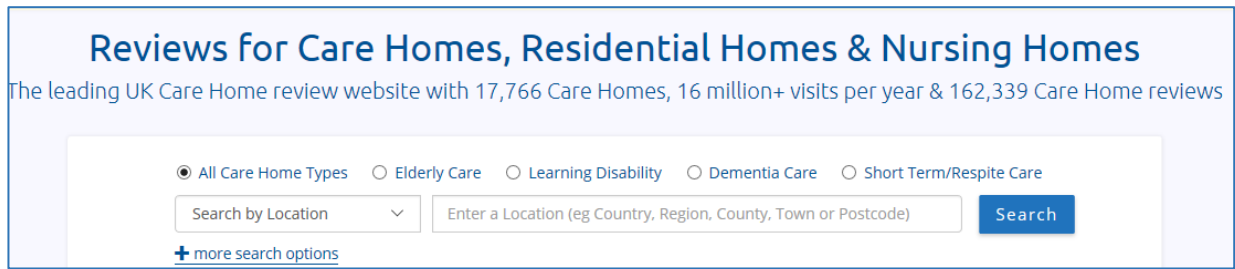 Reviews for Care Homes, Residential Homes & Nursing Homes
The leading UK Care Home review website with 17,766 Care Homes, 16 million+ visits per year & 162,339 Care Home reviews
All Care Home Types Elderly Care Learning Disability Dementia Care Short Term/Respite Care
Search by Location Enter a Location (eg Country, Region, County, Town or Postcode) Search
+ more search options